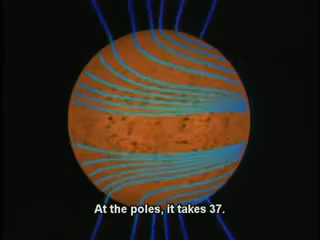 At the poles, it takes 37.